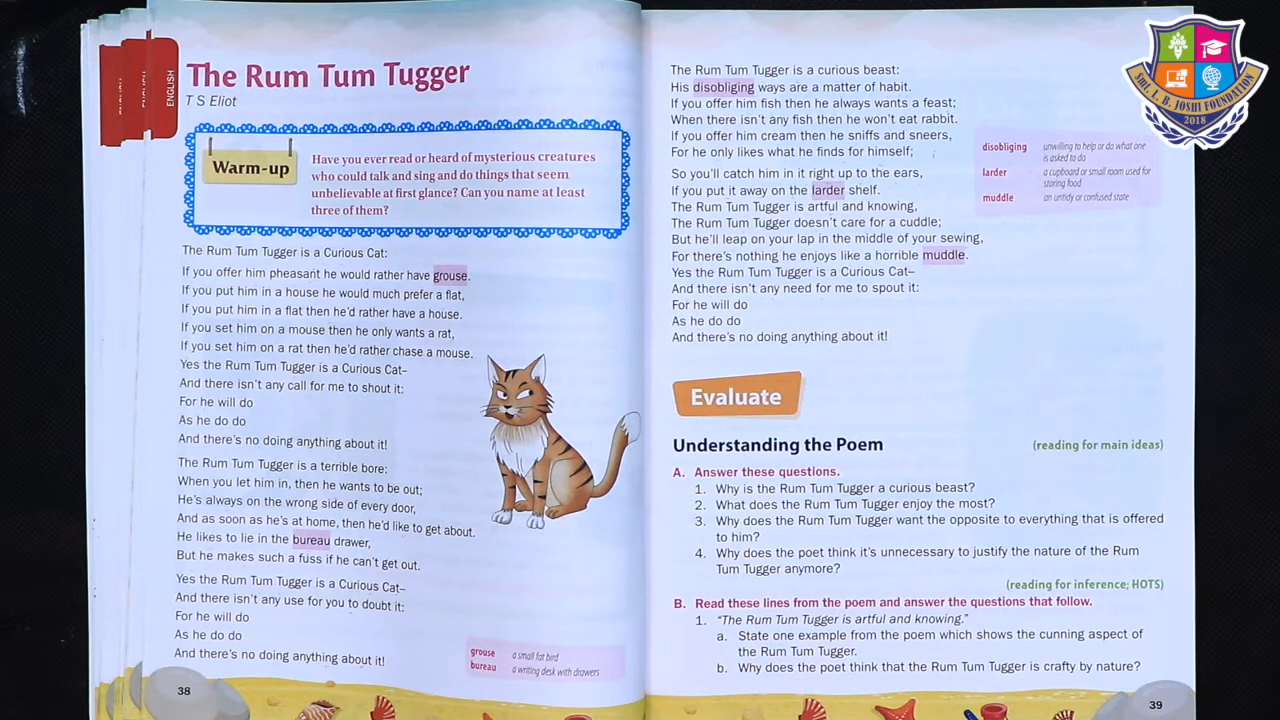 ENGLISH
ENGLISH
ENGLISH
The Rum Tum Tugger
T S Eliot
Warm-up
Have you ever read or heard of mysterious creatures
who could talk and sing and do things that seem
unbelievable at first glance? Can you name at least
three of them?
The Rum Tum Tugger is a Curious Cat:
If you offer him pheasant he would rather have grouse.
If you put him in a house he would much prefer a flat,
If you put him in a flat then he'd rather have a house.
If you set him on a mouse then he only wants a rat,
If you set him on a rat then he'd rather chase a mouse.
Yes the Rum Tum Tugger is a Curious Cat–
And there isn't any call for me to shout it:
For he will do
As he do do
And there's no doing anything about it!
The Rum Tum Tugger is a terrible bore:
When you let him in, then he wants to be out;
He's always on the wrong side of every door,
And as soon as he's at home, then he'd like to get about.
He likes to lie in the bureau drawer,
But he makes such a fuss if he can't get out.
Yes the Rum Tum Tugger is a Curious Cat–
And there isn't any use for you to doubt it:
For he will do
As he do do
And there's no doing anything about it!
grouse a small fat bird
bureau a writing desk with drawers
38
The Rum Tum Tugger is a curious beast:
His disobliging ways are a matter of habit.
If you offer him fish then he always wants a feast;
When there isn't any fish then he won't eat rabbit.
If you offer him cream then he sniffs and sneers,
For he only likes what he finds for himself;
So you'll catch him in it right up to the ears,
If you put it away on the larder shelf.
The Rum Tum Tugger is artful and knowing,
The Rum Tum Tugger doesn't care for a cuddle;
But he'll leap on your lap in the middle of your sewing,
For there's nothing he enjoys like a horrible muddle.
Yes the Rum Tum Tugger is a Curious Cat–
And there isn't any need for me to spout it:
For he will do
As he do do
And there's no doing anything about it!
disobliging unwilling to help or do what one
is asked to do
larder a cupboard or small room used for
storing food
muddle an untidy or confused state
Evaluate
Understanding the Poem (reading for main ideas)
A. Answer these questions.
1. Why is the Rum Tum Tugger a curious beast?
2. What does the Rum Tum Tugger enjoy the most?
3. Why does the Rum Tum Tugger want the opposite to everything that is offered
to him?
4. Why does the poet think it's unnecessary to justify the nature of the Rum
Tum Tugger anymore?
(reading for inference; HOTS)
B. Read these lines from the poem and answer the questions that follow.
1. "The Rum Tum Tugger is artful and knowing."
a. State one example from the poem which shows the cunning aspect of
the Rum Tum Tugger.
b. Why does the poet think that the Rum Tum Tugger is crafty by nature?
39
SHRI. L. B. JOSHI FOUNDATION
2018